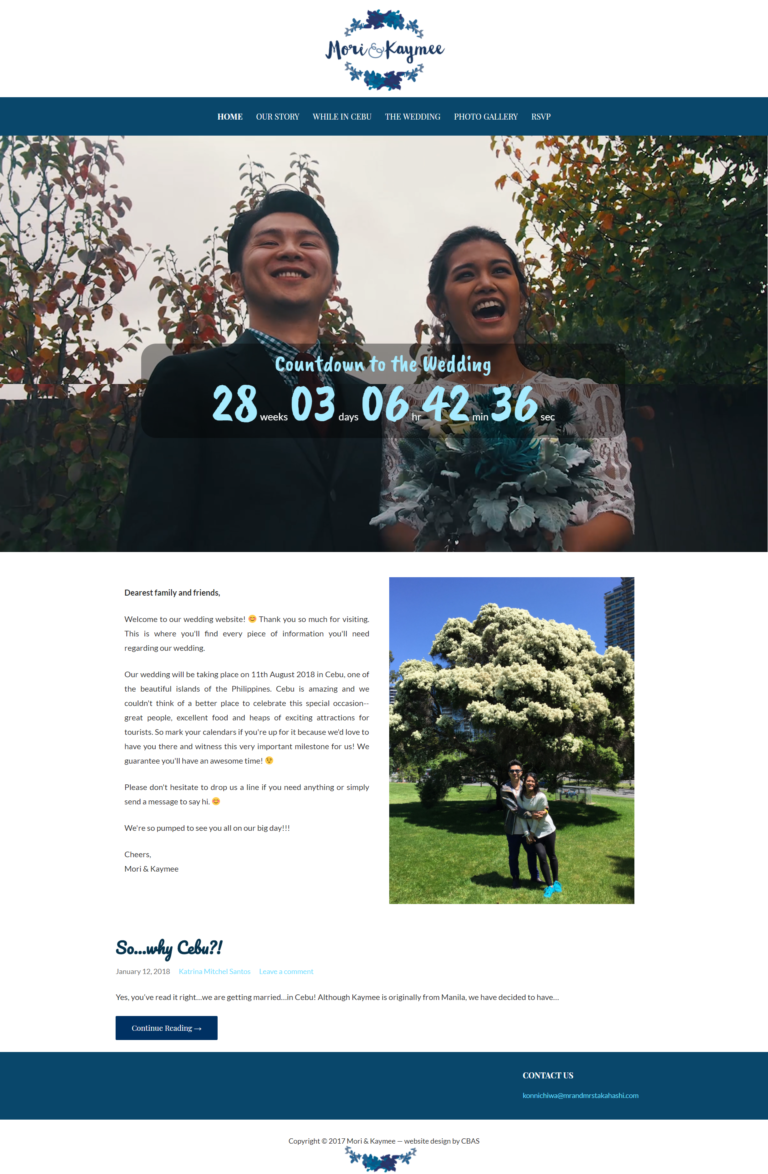 Mori & Kaymee
HOME OUR STORY WHILE IN CEBU THE WEDDING PHOTO GALLERY RSVP
Countdown to the Wedding
28 weeks 03 days 06 hr 42 min 36 sec
Dearest family and friends,
Welcome to our wedding website! 😊 Thank you so much for visiting.
This is where you'll find every piece of information you'll need
regarding our wedding.
Our wedding will be taking place on 11th August 2018 in Cebu, one of
the beautiful islands of the Philippines. Cebu is amazing and we
couldn't think of a better place to celebrate this special occasion--
great people, excellent food and heaps of exciting attractions for
tourists. So mark your calendars if you're up for it because we'd love to
have you there and witness this very important milestone for us! We
guarantee you'll have an awesome time! 😉
Please don't hesitate to drop us a line if you need anything or simply
send a message to say hi. 😊
We're so pumped to see you all on our big day!!!
Cheers,
Mori & Kaymee
So...why Cebu?!
January 12, 2018 Katrina Mitchel Santos Leave a comment
Yes, you've read it right...we are getting married...in Cebu! Although Kaymee is originally from Manila, we have decided to have...
Continue Reading →
CONTACT US
konnichiwa@mrandmrstakahashi.com
Copyright © 2017 Mori & Kaymee — website design by CBAS